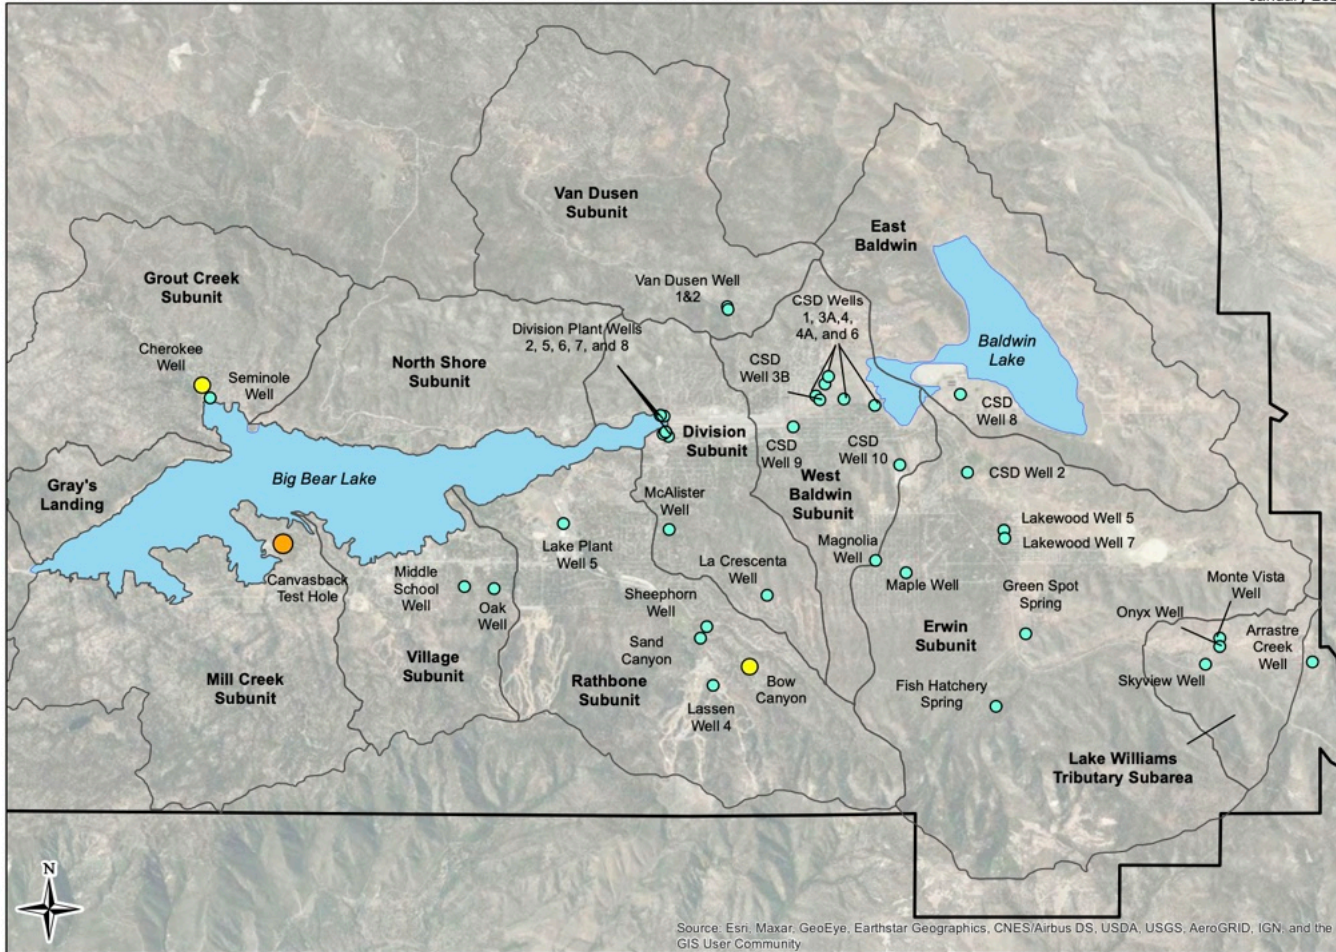 Van Dusen
Subunit
East
Baldwin
Grout Creek
Subunit
Van Dusen Well
1&2
CSD Wells
1, 3A,4,
4A, and 6
Division Plant Wells
2, 5, 6, 7, and 8
Baldwin
Lake
Cherokee
Well
North Shore
Subunit
CSD
Well 3B
Seminole
Well
CSD
Well 8
Division
Subunit
CSD
Well 9
CSD
Well 10
Big Bear Lake
Gray's
Landing
West
Baldwin
Subunit
CSD Well 2
McAlister
Well
Lakewood Well 5
Lakewood Well 7
Lake Plant
Well 5
Magnolia
Well
La Crescenta
Well
Canvasback
Test Hole
Middle
School
Well
Oak
Well
Maple Well
Green Spot
Spring
Monte Vista
Well
Sheephorn
Well
Onyx Well
Arrastre
Creek
Well
Erwin
Subunit
Sand
Canyon
Village
Subunit
Mill Creek
Subunit
Rathbone
Subunit
Bow
Canyon
Skyview Well
Fish Hatchery
Spring
Lassen
Well 4
Lake Williams
Tributary Subarea
N
Source: Esri, Maxar, GeoEye, Earthstar Geographics, CNES/Airbus DS, USDA, USGS, AeroGRID, IGN, and the
GIS User Community